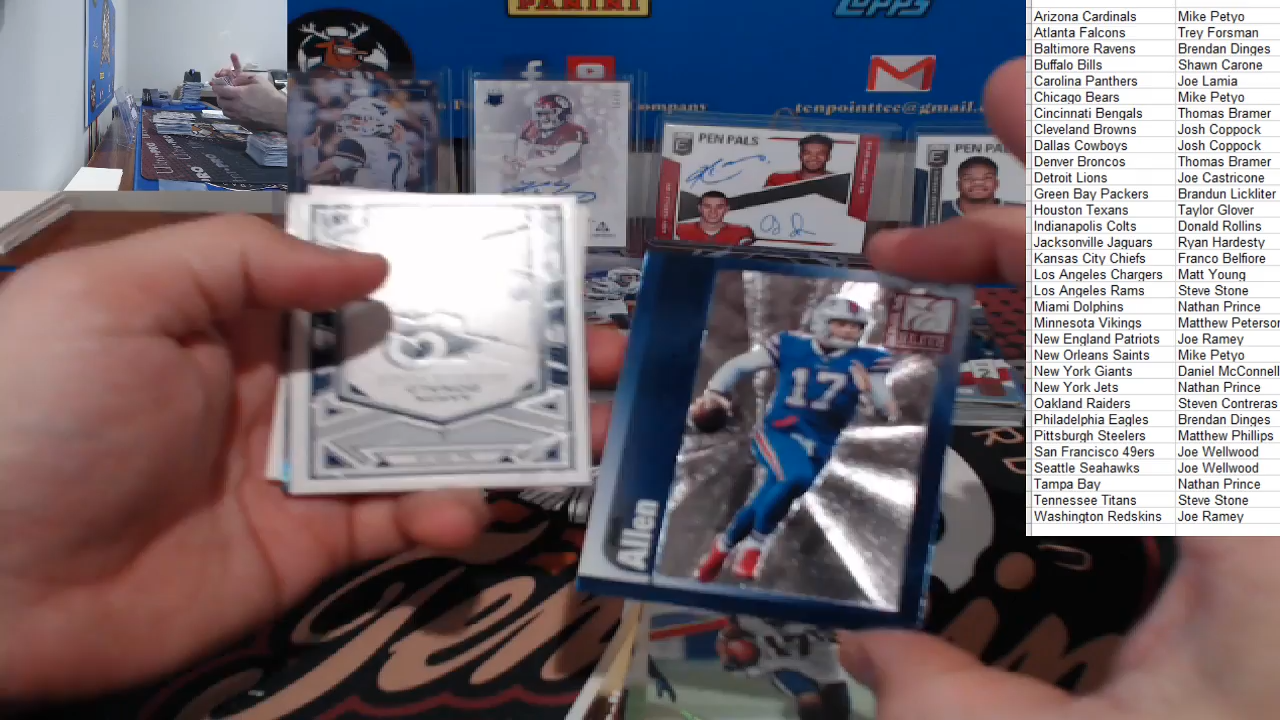 PANINI
TOPPS
Company
tenpointtcc@gmail.c
PEN PALS
PEN PAL
17
Allen
17
Arizona Cardinals Mike Petyo
Atlanta Falcons Trey Forsman
Baltimore Ravens Brendan Dinges
Buffalo Bills Shawn Carone
Carolina Panthers Joe Lamia
Chicago Bears Mike Petyo
Cincinnati Bengals Thomas Bramer
Cleveland Browns Josh Coppock
Dallas Cowboys Josh Coppock
Denver Broncos Thomas Bramer
Detroit Lions Joe Castricone
Green Bay Packers Brandun Lickliter
Houston Texans Taylor Glover
Indianapolis Colts Donald Rollins
Jacksonville Jaguars Ryan Hardesty
Kansas City Chiefs Franco Belfiore
Los Angeles Chargers Matt Young
Los Angeles Rams Steve Stone
Miami Dolphins Nathan Prince
Minnesota Vikings Matthew Peterso
New England Patriots Joe Ramey
New Orleans Saints Mike Petyo
New York Giants Daniel McConnell
New York Jets Nathan Prince
Oakland Raiders Steven Contreras
Philadelphia Eagles Brendan Dinges
Pittsburgh Steelers Matthew Phillips
San Francisco 49ers Joe Wellwood
Seattle Seahawks Joe Wellwood
Tampa Bay Nathan Prince
Tennessee Titans Steve Stone
Washington Redskins Joe Ramey